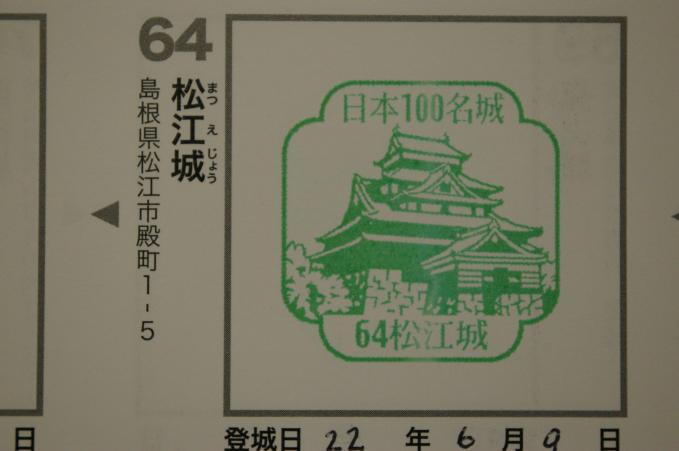 64
松江城
まつえじょう
島根県松江市殿町1-5
日本100名城
64松江城
登城日 22 年 6 月 9 日
日